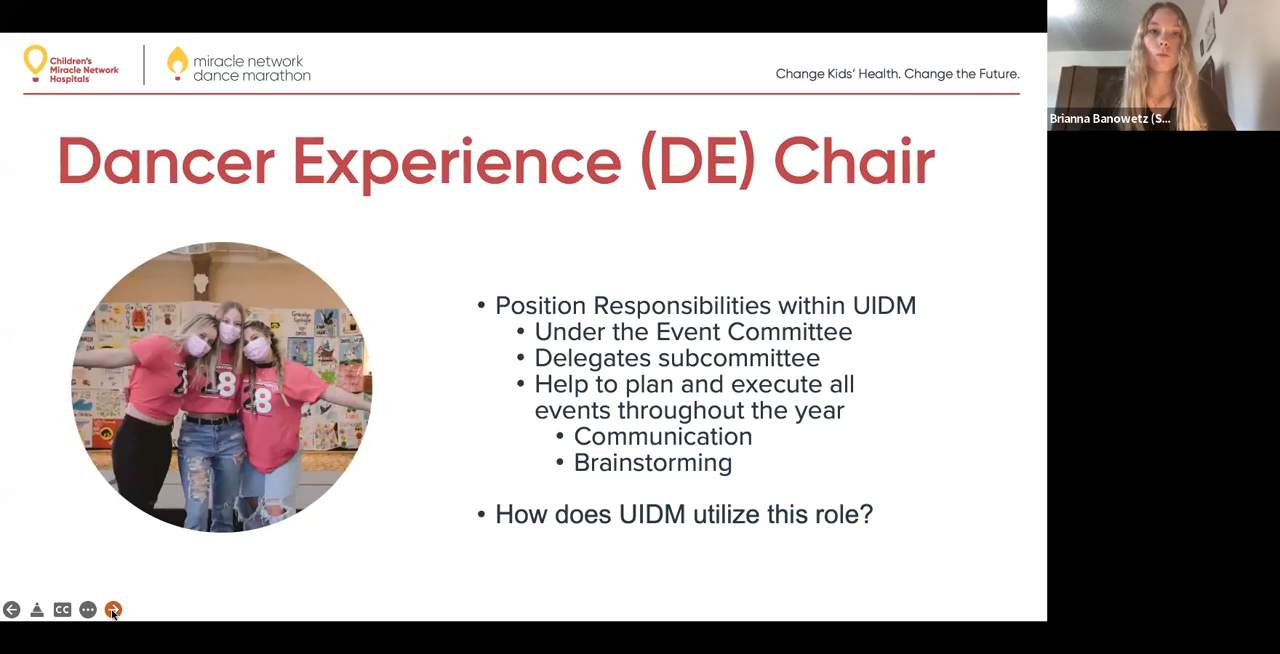 Children's
Miracle Network
Hospitals
miracle network
dance marathon
Change Kids' Health. Change the Future.
Brianna Banowetz (S...
Dancer Experience (DE) Chair
• Position Responsibilities within UIDM
• Under the Event Committee
• Delegates subcommittee
• Help to plan and execute all
events throughout the year
• Communication
• Brainstorming
• How does UIDM utilize this role?
28
28
CC